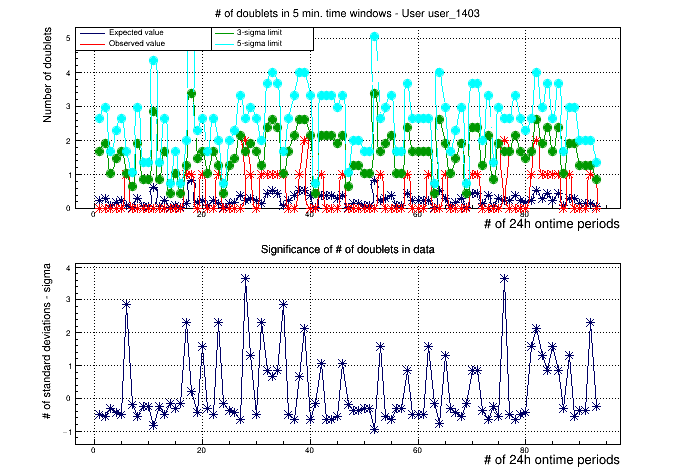 # of doublets in 5 min. time windows - User user_1403
Expected value
3-sigma limit
Observed value
5-sigma limit
Number of doublets
5
4
3
2
1
0
0 20 40 60 80
# of 24h ontime periods
Significance of # of doublets in data
# of standard deviations - sigma
4
3
2
1
0
−1
0 20 40 60 80
# of 24h ontime periods